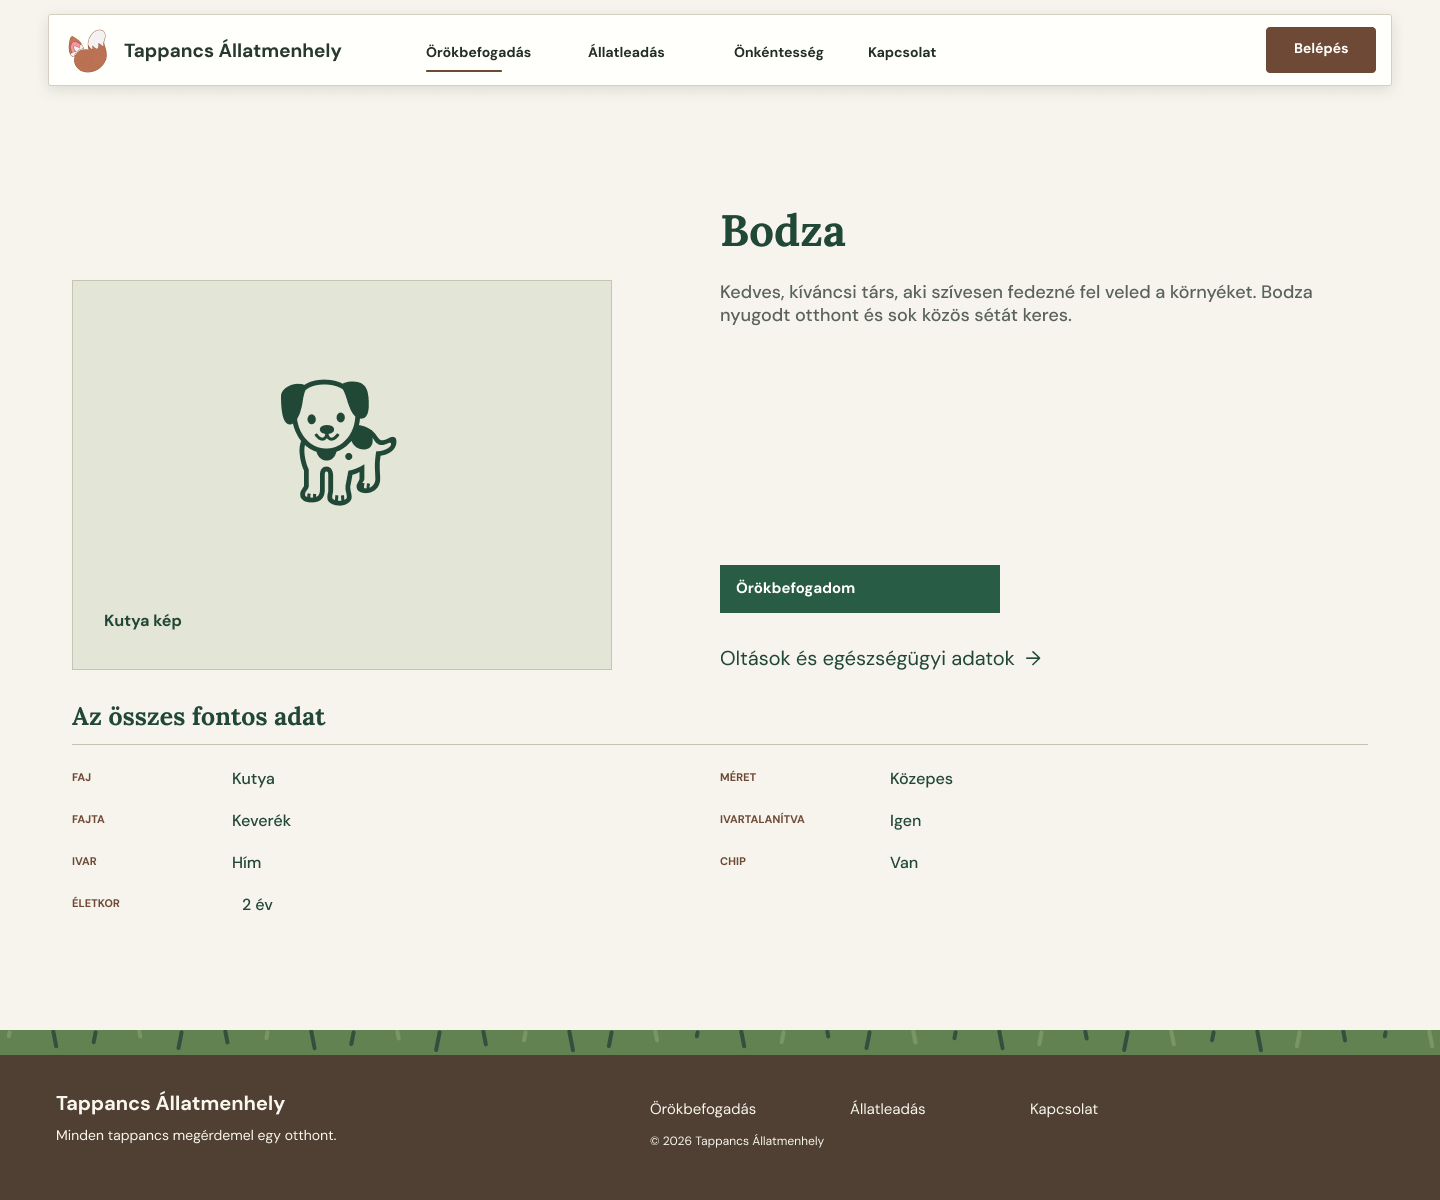 Tappancs Állatmenhely
Örökbefogadás
Állatleadás
Önkéntesség
Kapcsolat
Belépés
Bodza
Kedves, kíváncsi társ, aki szívesen fedezné fel veled a környéket. Bodza
nyugodt otthont és sok közös sétát keres.
Kutya kép
Örökbefogadom
Oltások és egészségügyi adatok →
Az összes fontos adat
FAJ Kutya
MÉRET Közepes
FAJTA Keverék
IVARTALANÍTVA Igen
IVAR Hím
CHIP Van
ÉLETKOR 2 év
Tappancs Állatmenhely
Minden tappancs megérdemel egy otthont.
Örökbefogadás
Állatleadás
Kapcsolat
© 2026 Tappancs Állatmenhely